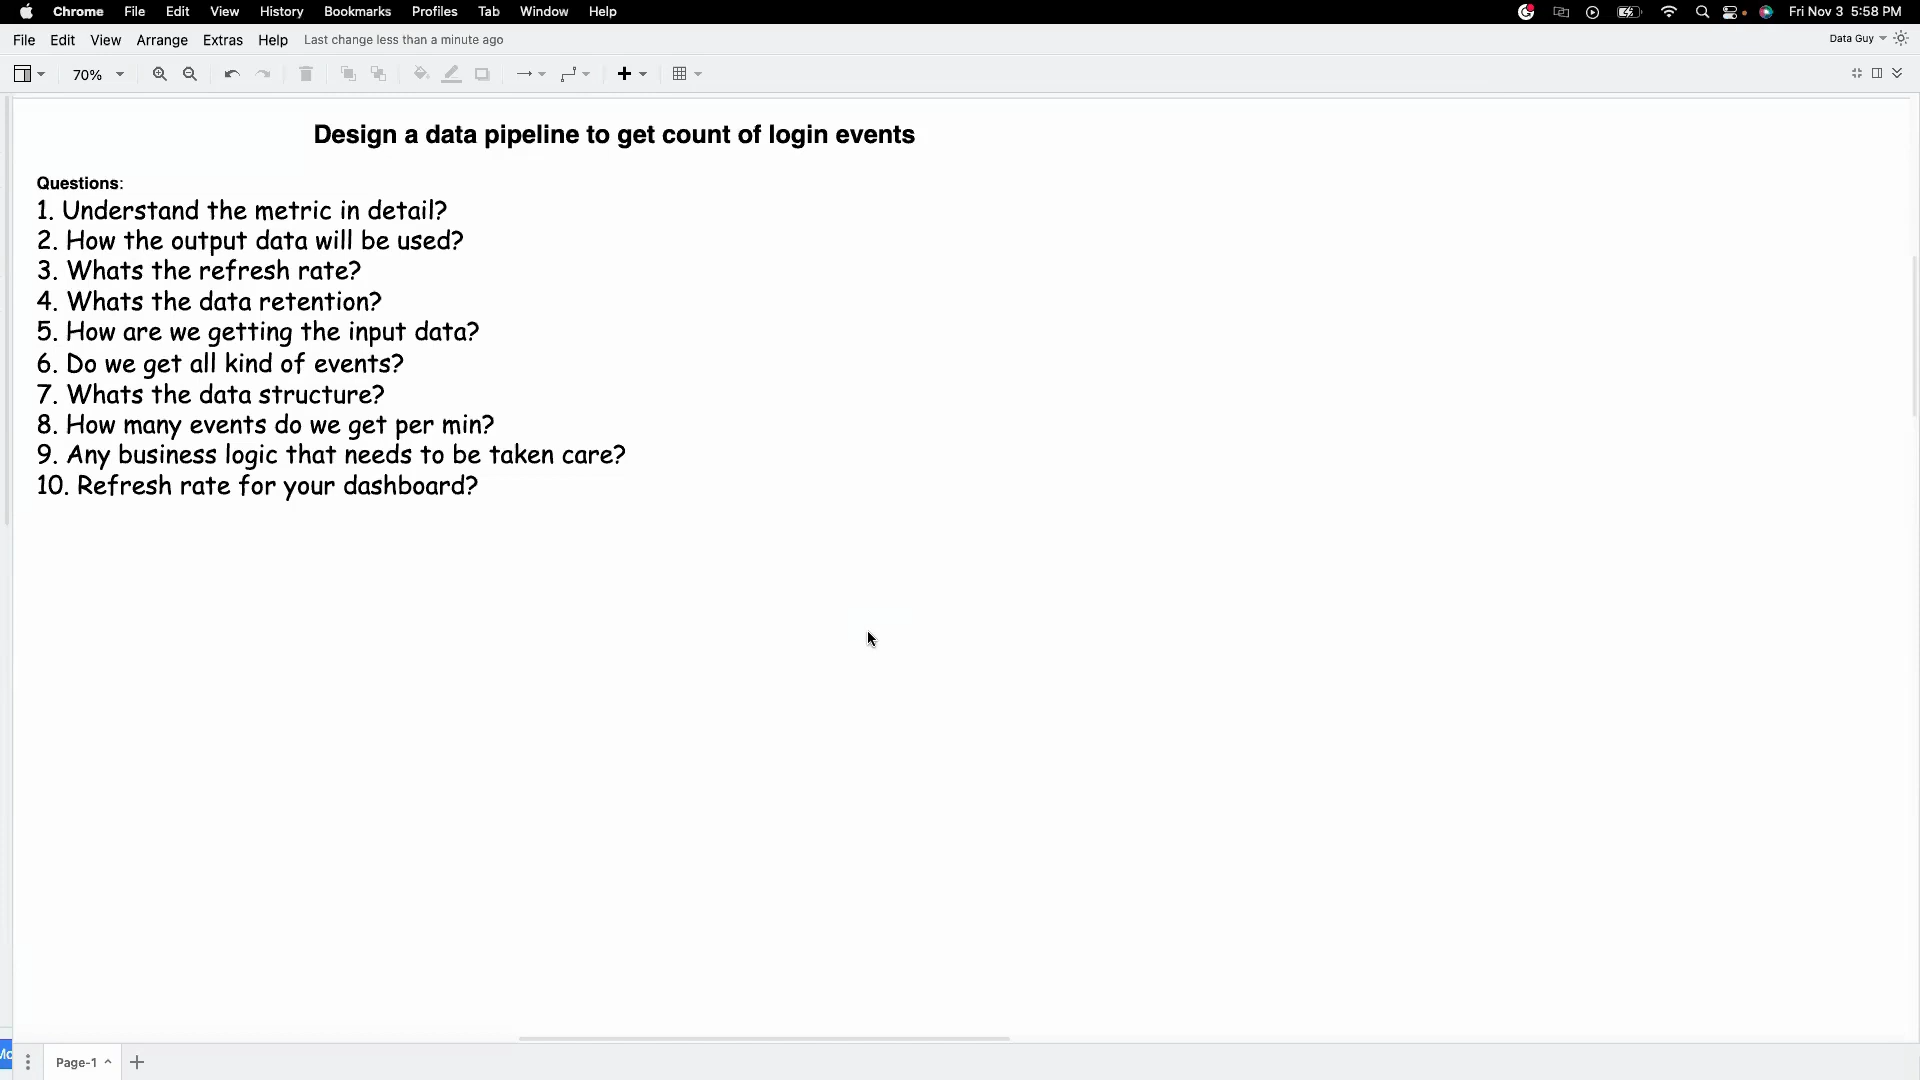 Chrome File Edit View History Bookmarks Profiles Tab Window Help Fri Nov 3 5:58 PM
File Edit View Arrange Extras Help Last change less than a minute ago Data Guy
70%
Design a data pipeline to get count of login events
Questions:
1. Understand the metric in detail?
2. How the output data will be used?
3. Whats the refresh rate?
4. Whats the data retention?
5. How are we getting the input data?
6. Do we get all kind of events?
7. Whats the data structure?
8. How many events do we get per min?
9. Any business logic that needs to be taken care?
10. Refresh rate for your dashboard?
Page-1